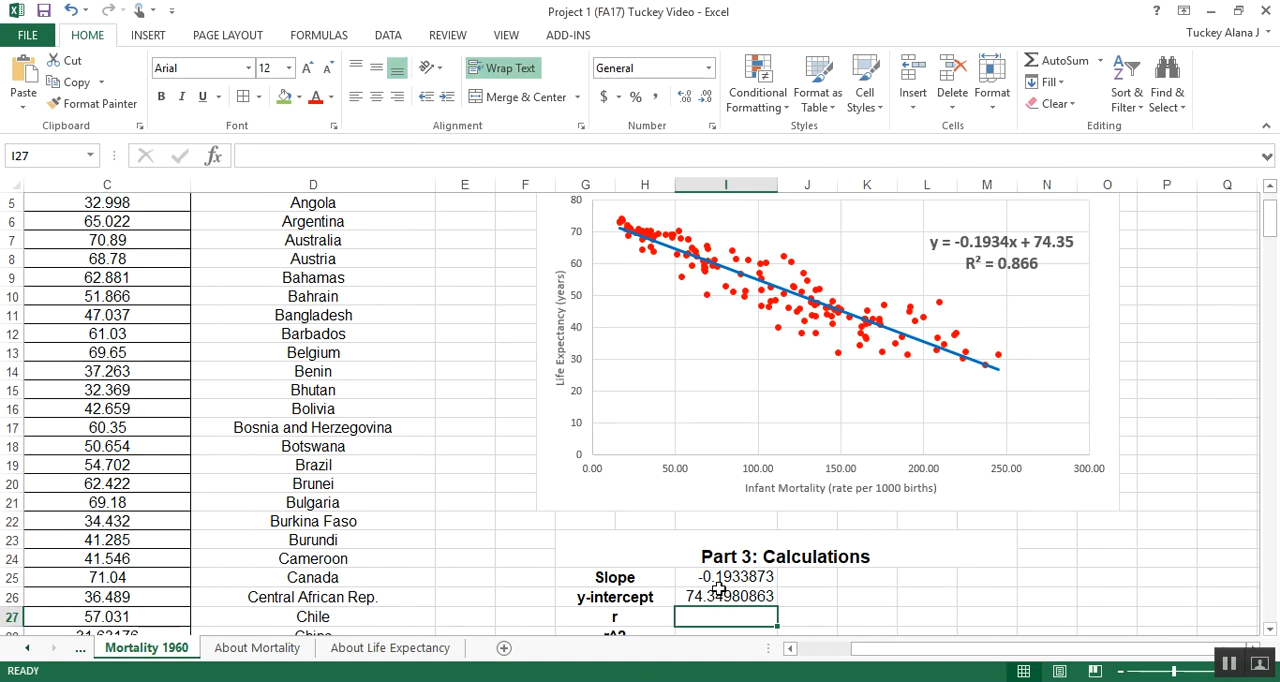 Project 1 (FA17) Tuckey Video - Excel
FILE HOME INSERT PAGE LAYOUT FORMULAS DATA REVIEW VIEW ADD-INS Tuckey Alana J
Paste Cut Copy Format Painter
Clipboard
Arial 12
B I U A
Font
Wrap Text
Merge & Center
Alignment
General
$ % ,
Number
Conditional Formatting Format as Table Cell Styles
Styles
Insert Delete Format
Cells
AutoSum Fill Clear Sort & Filter Find & Select
Editing
I27 fx
C D E F G H I J K L M N O P Q
5 32.998 Angola
6 65.022 Argentina
7 70.89 Australia
8 68.78 Austria
9 62.881 Bahamas
10 51.866 Bahrain
11 47.037 Bangladesh
12 61.03 Barbados
13 69.65 Belgium
14 37.263 Benin
15 32.369 Bhutan
16 42.659 Bolivia
17 60.35 Bosnia and Herzegovina
18 50.654 Botswana
19 54.702 Brazil
20 62.422 Brunei
21 69.18 Bulgaria
22 34.432 Burkina Faso
23 41.285 Burundi
24 41.546 Cameroon
25 71.04 Canada
26 36.489 Central African Rep.
27 57.031 Chile
80
70
60
50
40
30
20
10
0
Life Expectancy (years)
y = -0.1934x + 74.35
R² = 0.866
0.00 50.00 100.00 150.00 200.00 250.00 300.00
Infant Mortality (rate per 1000 births)
Part 3: Calculations
Slope -0.1933873
y-intercept 74.34980863
r
... Mortality 1960 About Mortality About Life Expectancy
READY